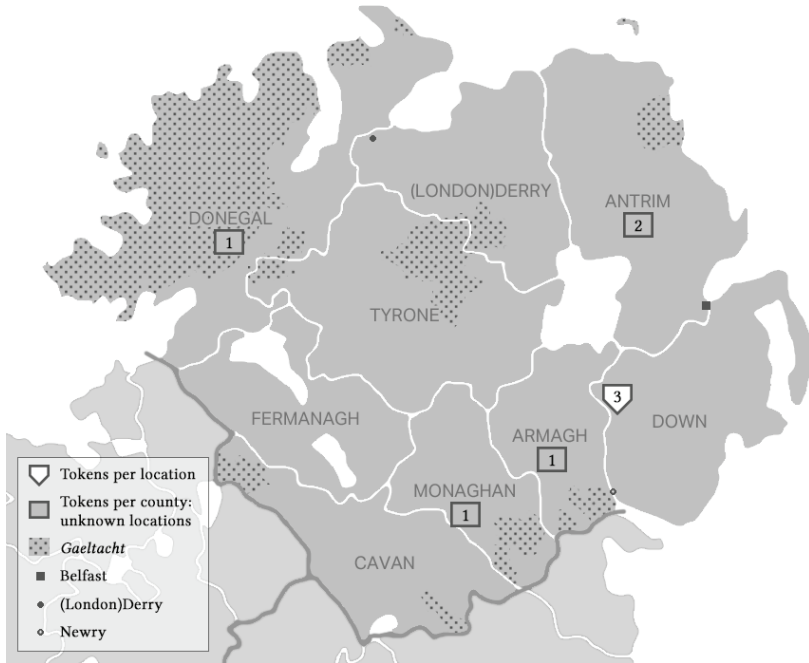 (LONDON)DERRY
ANTRIM
2
DONEGAL
1
TYRONE
3
DOWN
FERMANAGH
ARMAGH
1
MONAGHAN
1
CAVAN
Tokens per location
Tokens per county:
unknown locations
Gaeltacht
Belfast
(London)Derry
Newry